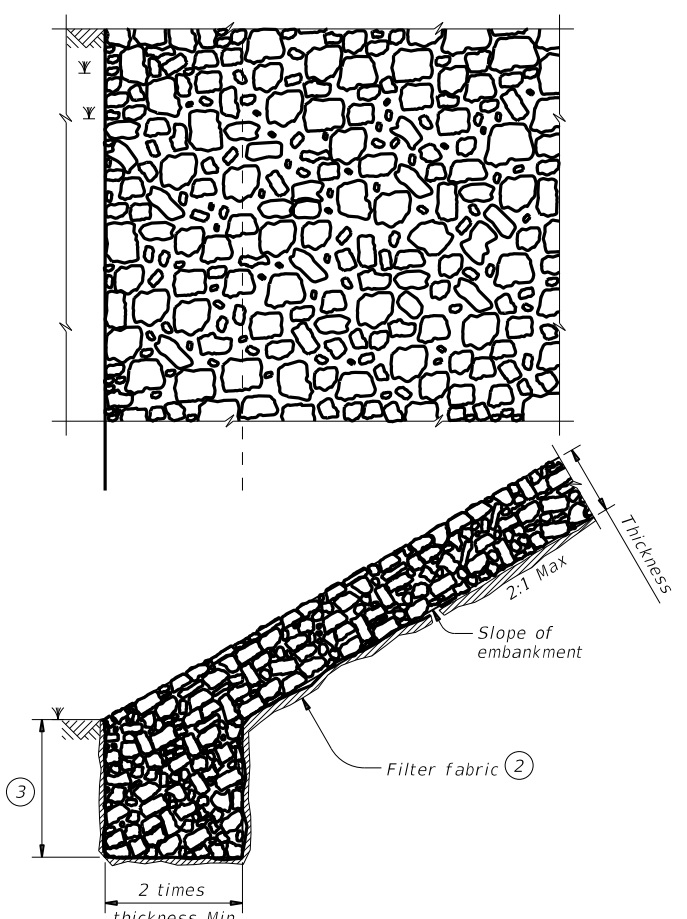 Thickness
2:1 Max
Slope of
embankment
Filter fabric 2
3
2 times
thickness Min